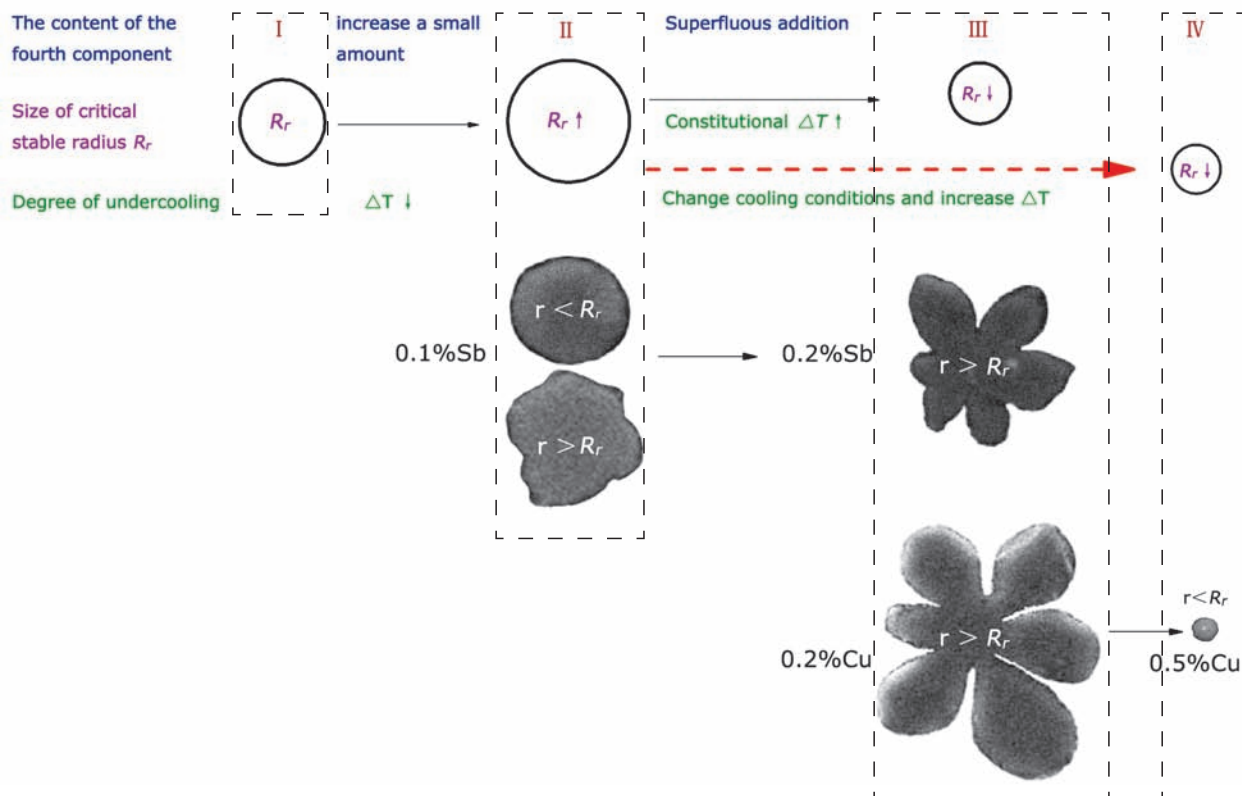 The content of the
fourth component
I
increase a small
amount
II
Superfluous addition
III
IV
Size of critical
stable radius Rᵣ
Rᵣ
Rᵣ ↑
Constitutional △T ↑
Rᵣ ↓
Rᵣ ↓
Degree of undercooling
△T ↓
Change cooling conditions and increase △T
r < Rᵣ
0.1%Sb
r > Rᵣ
0.2%Sb
r > Rᵣ
0.2%Cu
r > Rᵣ
r<Rᵣ
0.5%Cu